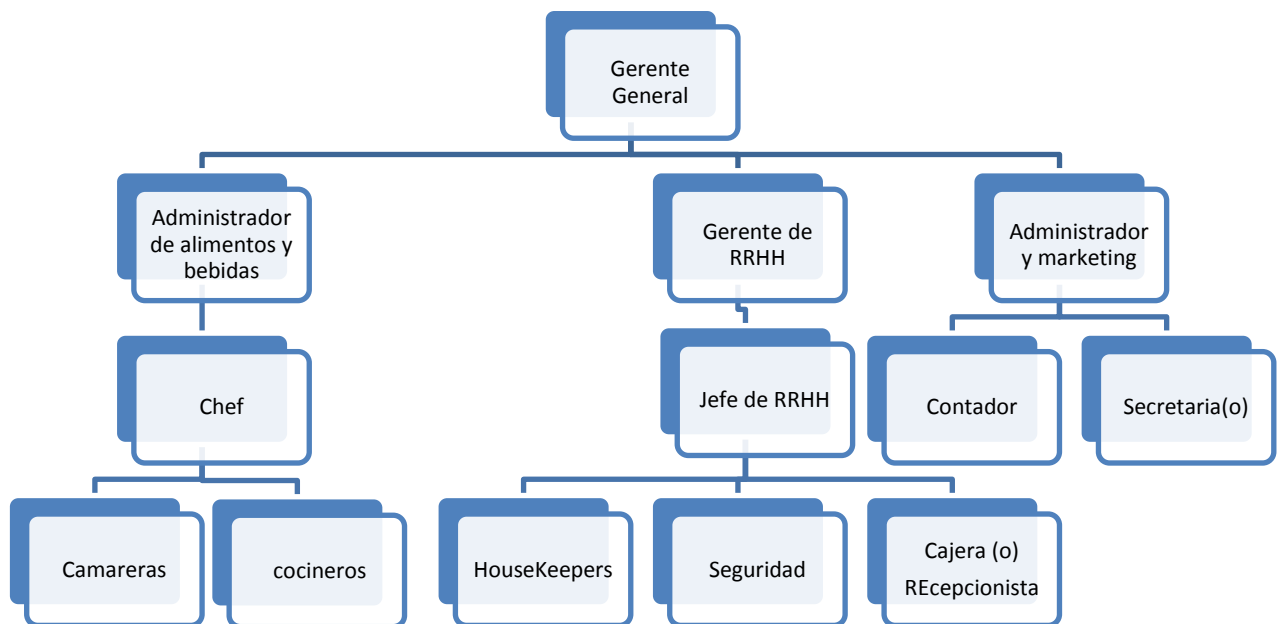 Gerente
General
Administrador
de alimentos y
bebidas
Gerente de
RRHH
Administrador
y marketing
Chef
Jefe de RRHH
Contador
Secretaria(o)
Camareras
cocineros
HouseKeepers
Seguridad
Cajera (o)
REcepcionista